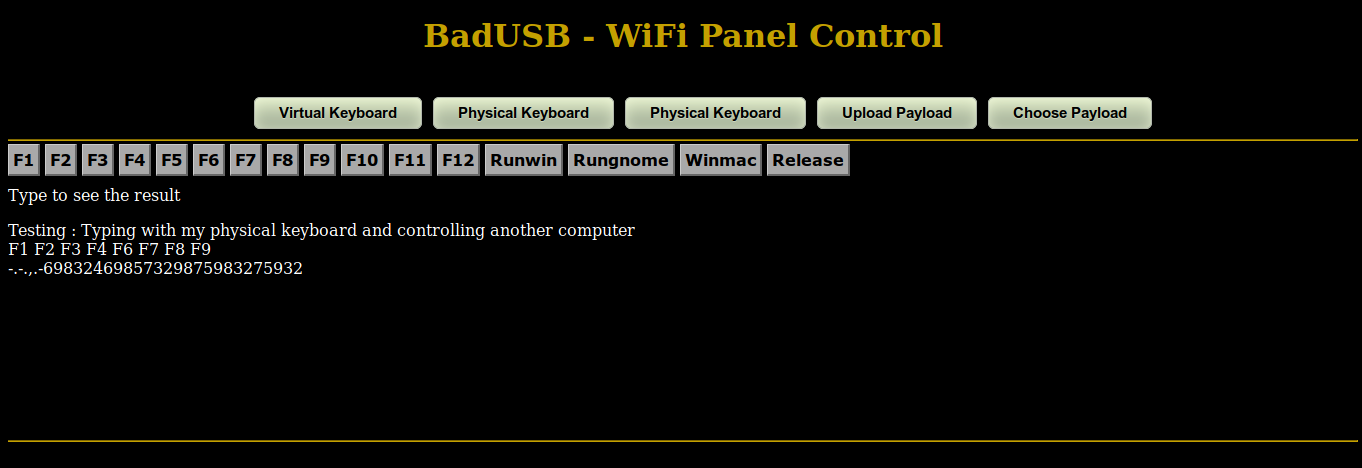 BadUSB - WiFi Panel Control
Virtual Keyboard Physical Keyboard Physical Keyboard Upload Payload Choose Payload
F1 F2 F3 F4 F5 F6 F7 F8 F9 F10 F11 F12 Runwin Rungnome Winmac Release
Type to see the result
Testing : Typing with my physical keyboard and controlling another computer
F1 F2 F3 F4 F6 F7 F8 F9
-.-.,.-69832469857329875983275932